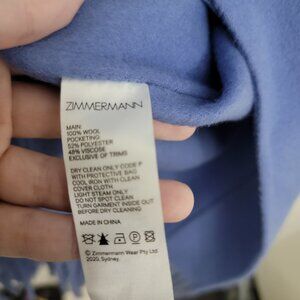 ZIMMERMANN
MAIN:
100% WOOL
POCKETING:
52% POLYESTER
48% VISCOSE
EXCLUSIVE OF TRIMS
DRY CLEAN ONLY CODE P
WITH PROTECTIVE BAG
COOL IRON WITH CLEAN
COVER CLOTH
LIGHT STEAM ONLY
DO NOT SPOT CLEAN
TURN GARMENT INSIDE OUT
BEFORE DRY CLEANING
MADE IN CHINA
© Zimmermann Wear Pty Ltd
2020, Sydney.